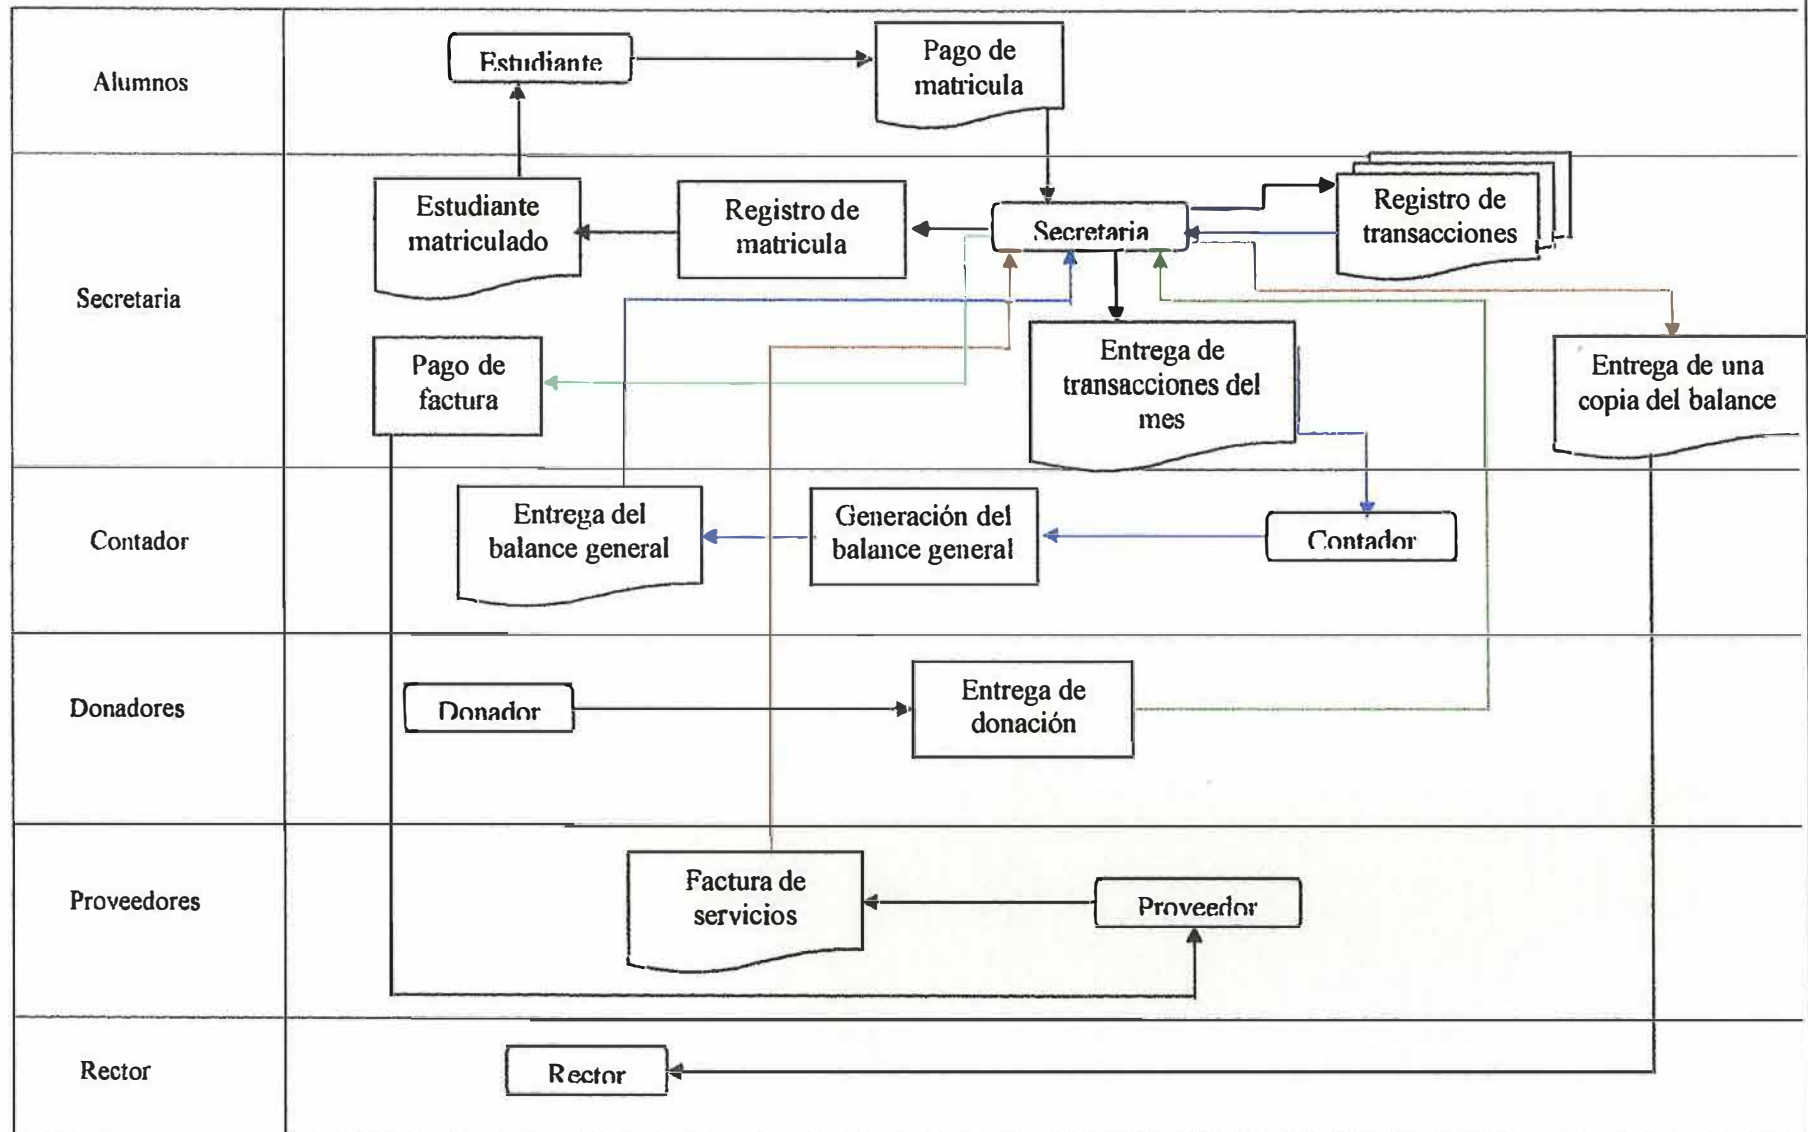 Alumnos
Estudiante
Pago de
matricula
Secretaria
Estudiante
matriculado
Registro de
matricula
Secretaria
Registro de
transacciones
Pago de
factura
Entrega de
transacciones del
mes
Entrega de una
copia del balance
Contador
Entrega del
balance general
Generación del
balance general
Contador
Donadores
Donador
Entrega de
donación
Proveedores
Factura de
servicios
Proveedor
Rector
Rector